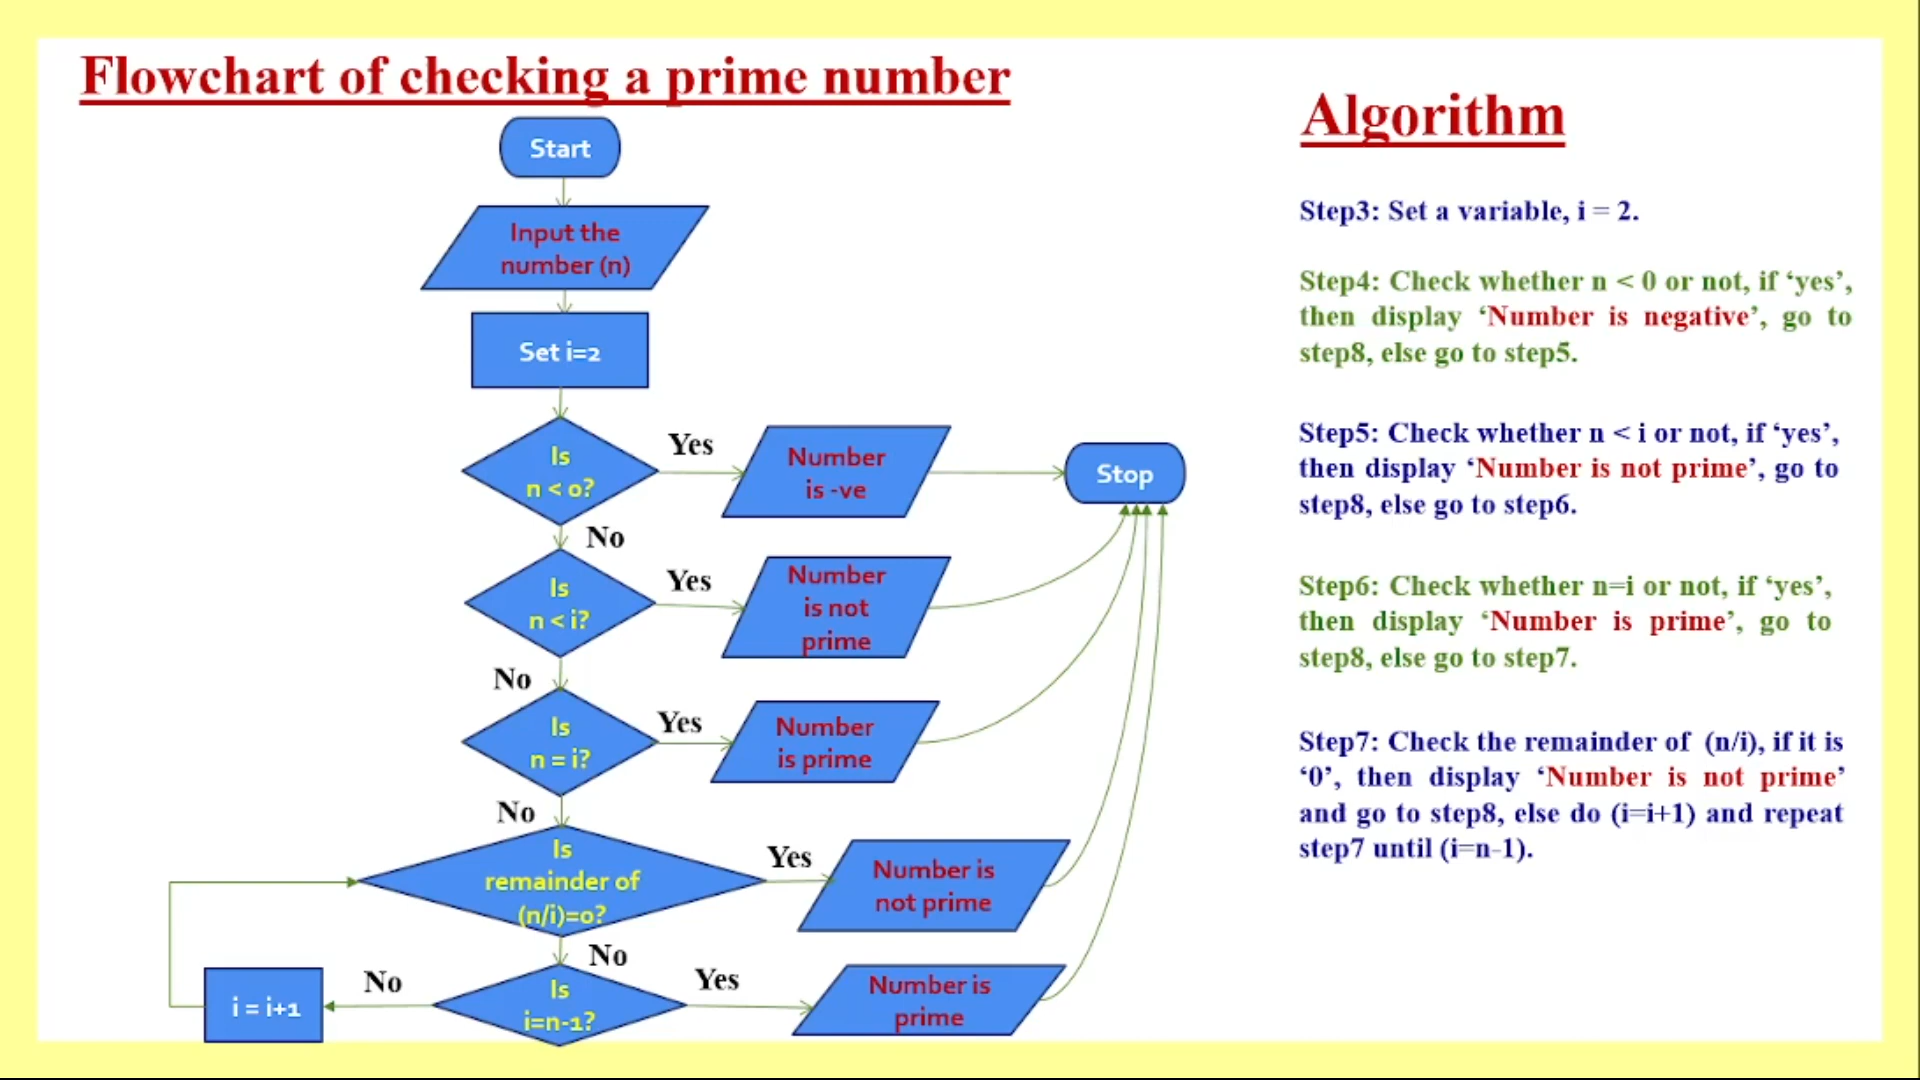 Flowchart of checking a prime number
Start
Input the
number (n)
Set i=2
Is
n < 0?
Yes
Number
is -ve
Stop
No
Is
n < i?
Yes
Number
is not
prime
No
Is
n = i?
Yes
Number
is prime
No
Is
remainder of
(n/i)=0?
Yes
Number is
not prime
No
Is
i=n-1?
Yes
Number is
prime
No
i = i+1
Algorithm
Step3: Set a variable, i = 2.
Step4: Check whether n < 0 or not, if ‘yes’,
then display ‘Number is negative’, go to
step8, else go to step5.
Step5: Check whether n < i or not, if ‘yes’,
then display ‘Number is not prime’, go to
step8, else go to step6.
Step6: Check whether n=i or not, if ‘yes’,
then display ‘Number is prime’, go to
step8, else go to step7.
Step7: Check the remainder of (n/i), if it is
‘0’, then display ‘Number is not prime’
and go to step8, else do (i=i+1) and repeat
step7 until (i=n-1).